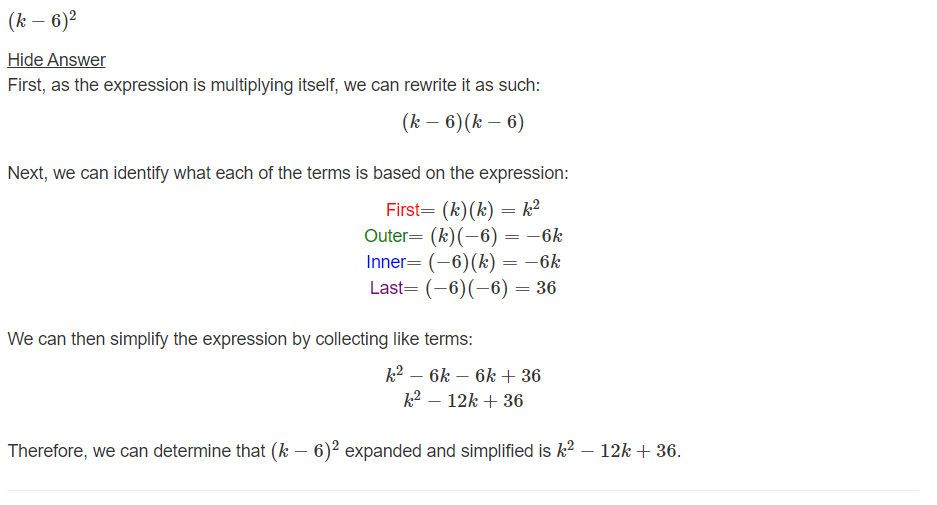 (k − 6)²
Hide Answer
First, as the expression is multiplying itself, we can rewrite it as such:
(k − 6)(k − 6)
Next, we can identify what each of the terms is based on the expression:
First= (k)(k) = k²
Outer= (k)(−6) = −6k
Inner= (−6)(k) = −6k
Last= (−6)(−6) = 36
We can then simplify the expression by collecting like terms:
k² − 6k − 6k + 36
k² − 12k + 36
Therefore, we can determine that (k − 6)² expanded and simplified is k² − 12k + 36.